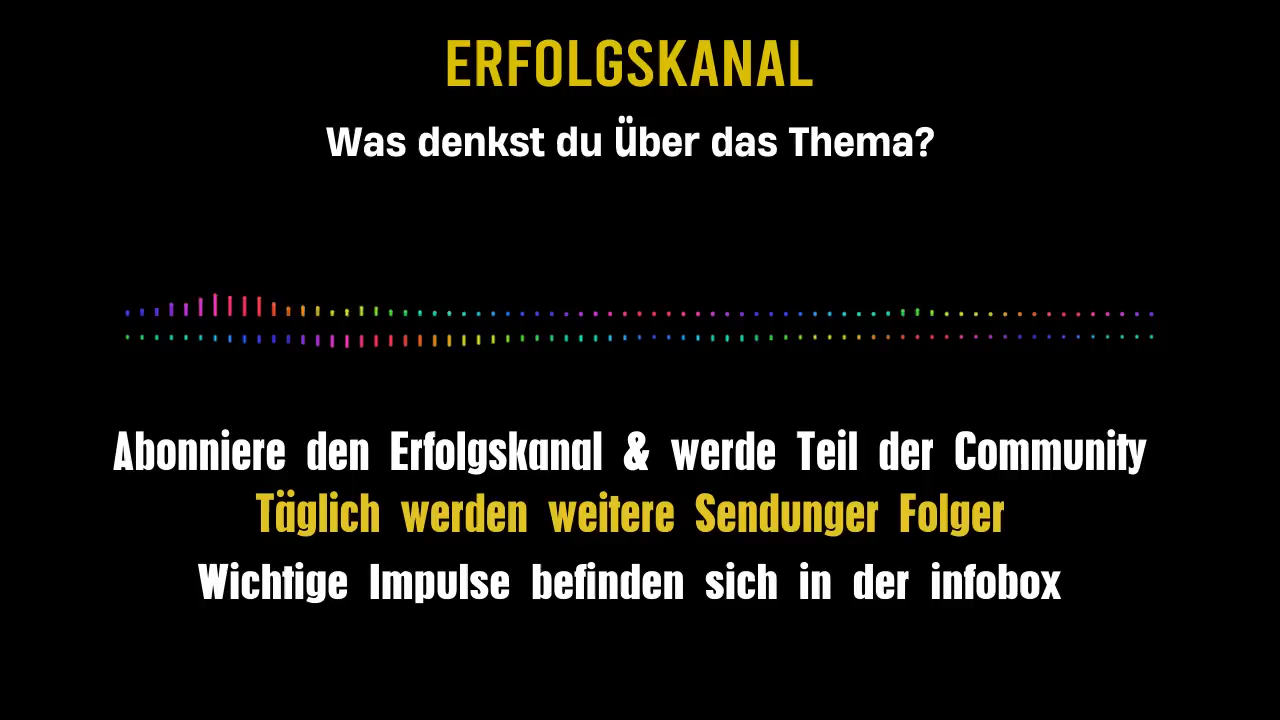 ERFOLGSKANAL
Was denkst du Über das Thema?
Abonniere den Erfolgskanal & werde Teil der Community
Täglich werden weitere Sendunger Folger
Wichtige Impulse befinden sich in der infobox